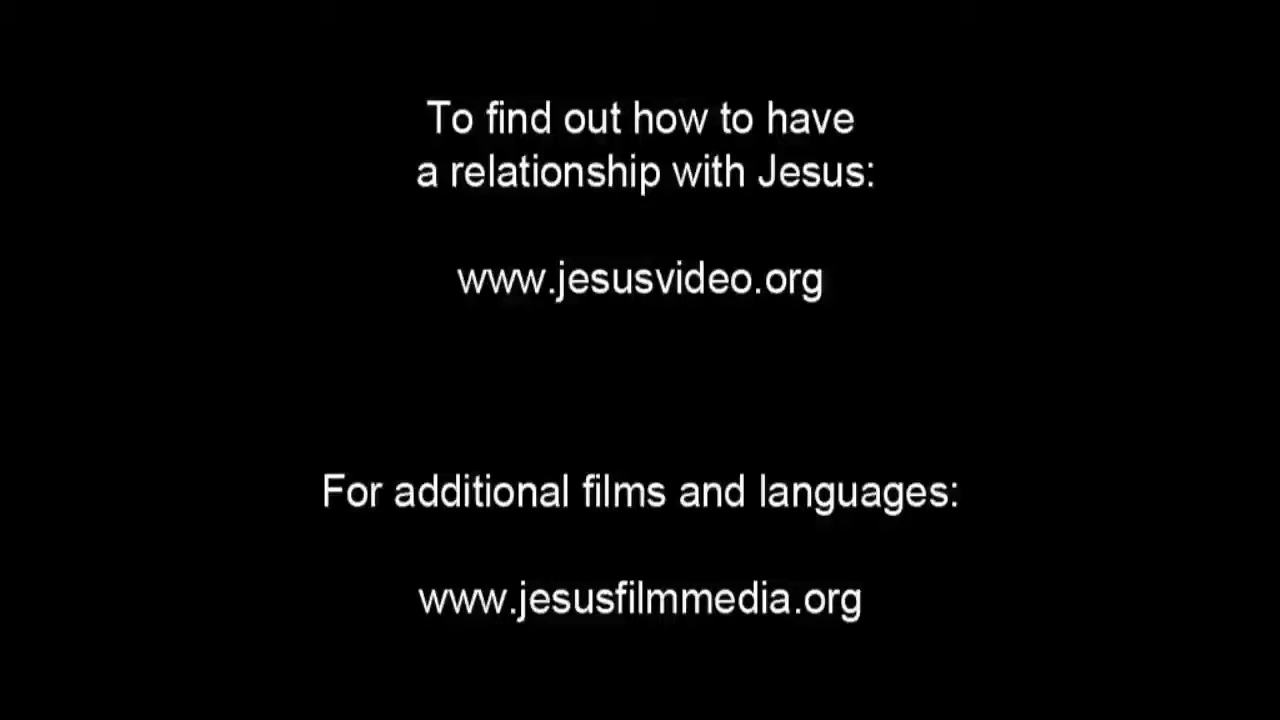 To find out how to have
a relationship with Jesus:
www.jesusvideo.org
For additional films and languages:
www.jesusfilmmedia.org